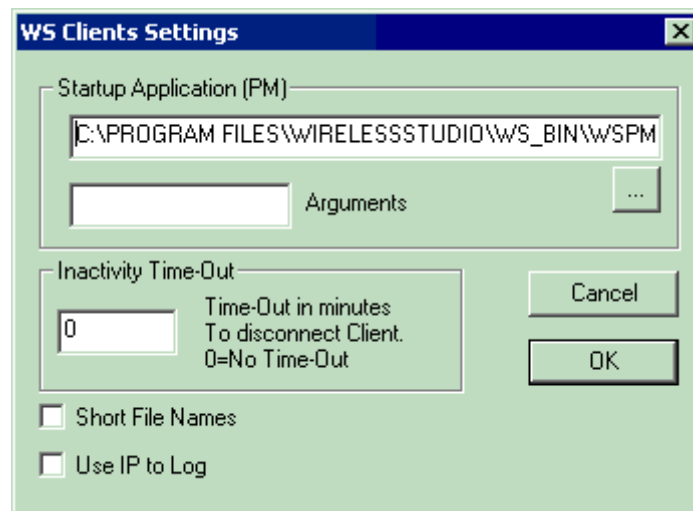 WS Clients Settings
Startup Application (PM)
C:\PROGRAM FILES\WIRELESSSTUDIO\WS_BIN\WSPM
...
Arguments
Inactivity Time-Out
0
Time-Out in minutes
To disconnect Client.
0=No Time-Out
Cancel
OK
Short File Names
Use IP to Log